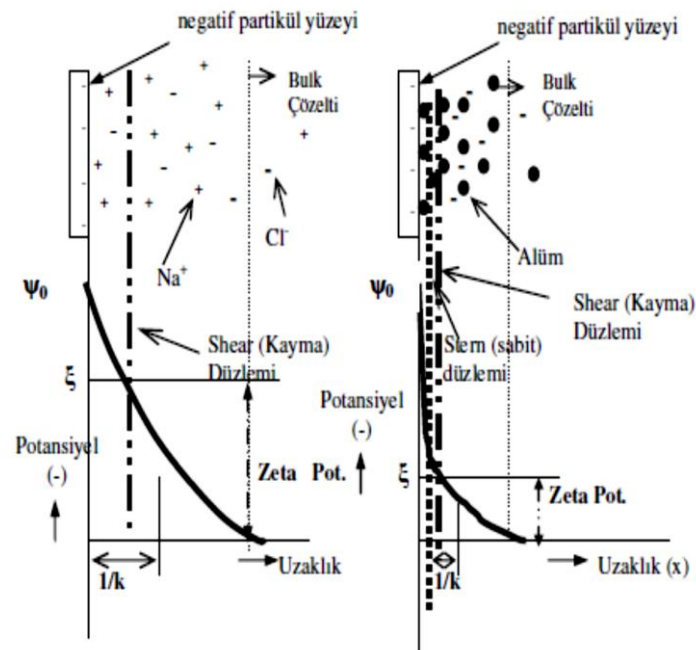 negatif partikül yüzeyi
Bulk
Çözelti
Cl⁻
Na⁺
Ψ₀
Shear (Kayma)
Düzlemi
ξ
Potansiyel
(-)
Zeta Pot.
1/k
Uzaklık
negatif partikül yüzeyi
Bulk
Çözelti
Alüm
Ψ₀
Shear (Kayma)
Düzlemi
Stern (sabit)
düzlemi
Potansiyel
(-)
ξ
Zeta Pot.
1/k
Uzaklık (x)